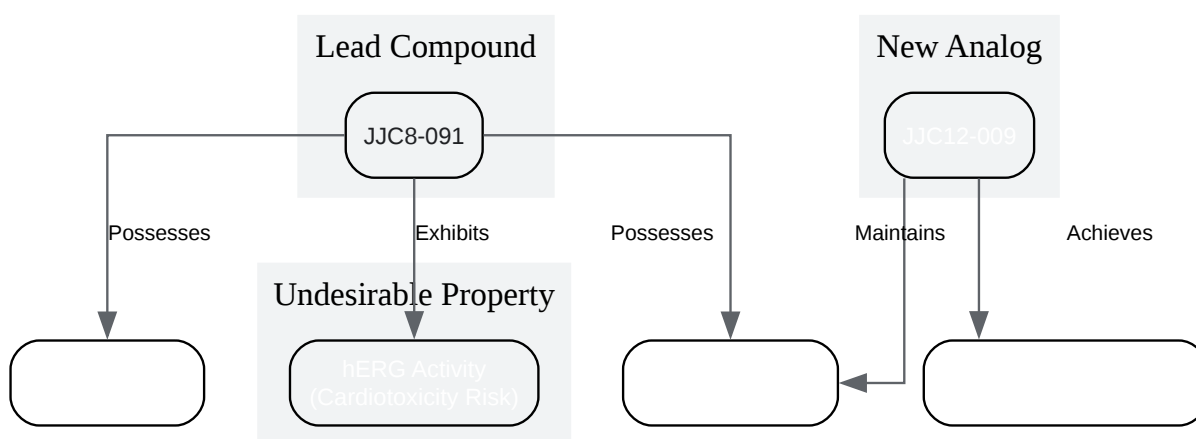 Lead Compound
New Analog
JJC8-091
JJC12-009
Possesses
Exhibits
Possesses
Maintains
Achieves
Undesirable Property
hERG Activity
(Cardiotoxicity Risk)